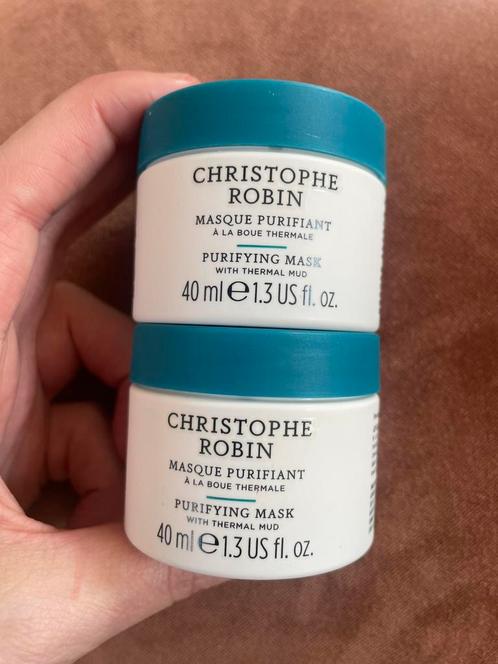 CHRISTOPHE
ROBIN
MASQUE PURIFIANT
À LA BOUE THERMALE
PURIFYING MASK
WITH THERMAL MUD
40 ml ℮ 1.3 US fl. oz.
CHRISTOPHE
ROBIN
MASQUE PURIFIANT
À LA BOUE THERMALE
PURIFYING MASK
WITH THERMAL MUD
40 ml ℮ 1.3 US fl. oz.